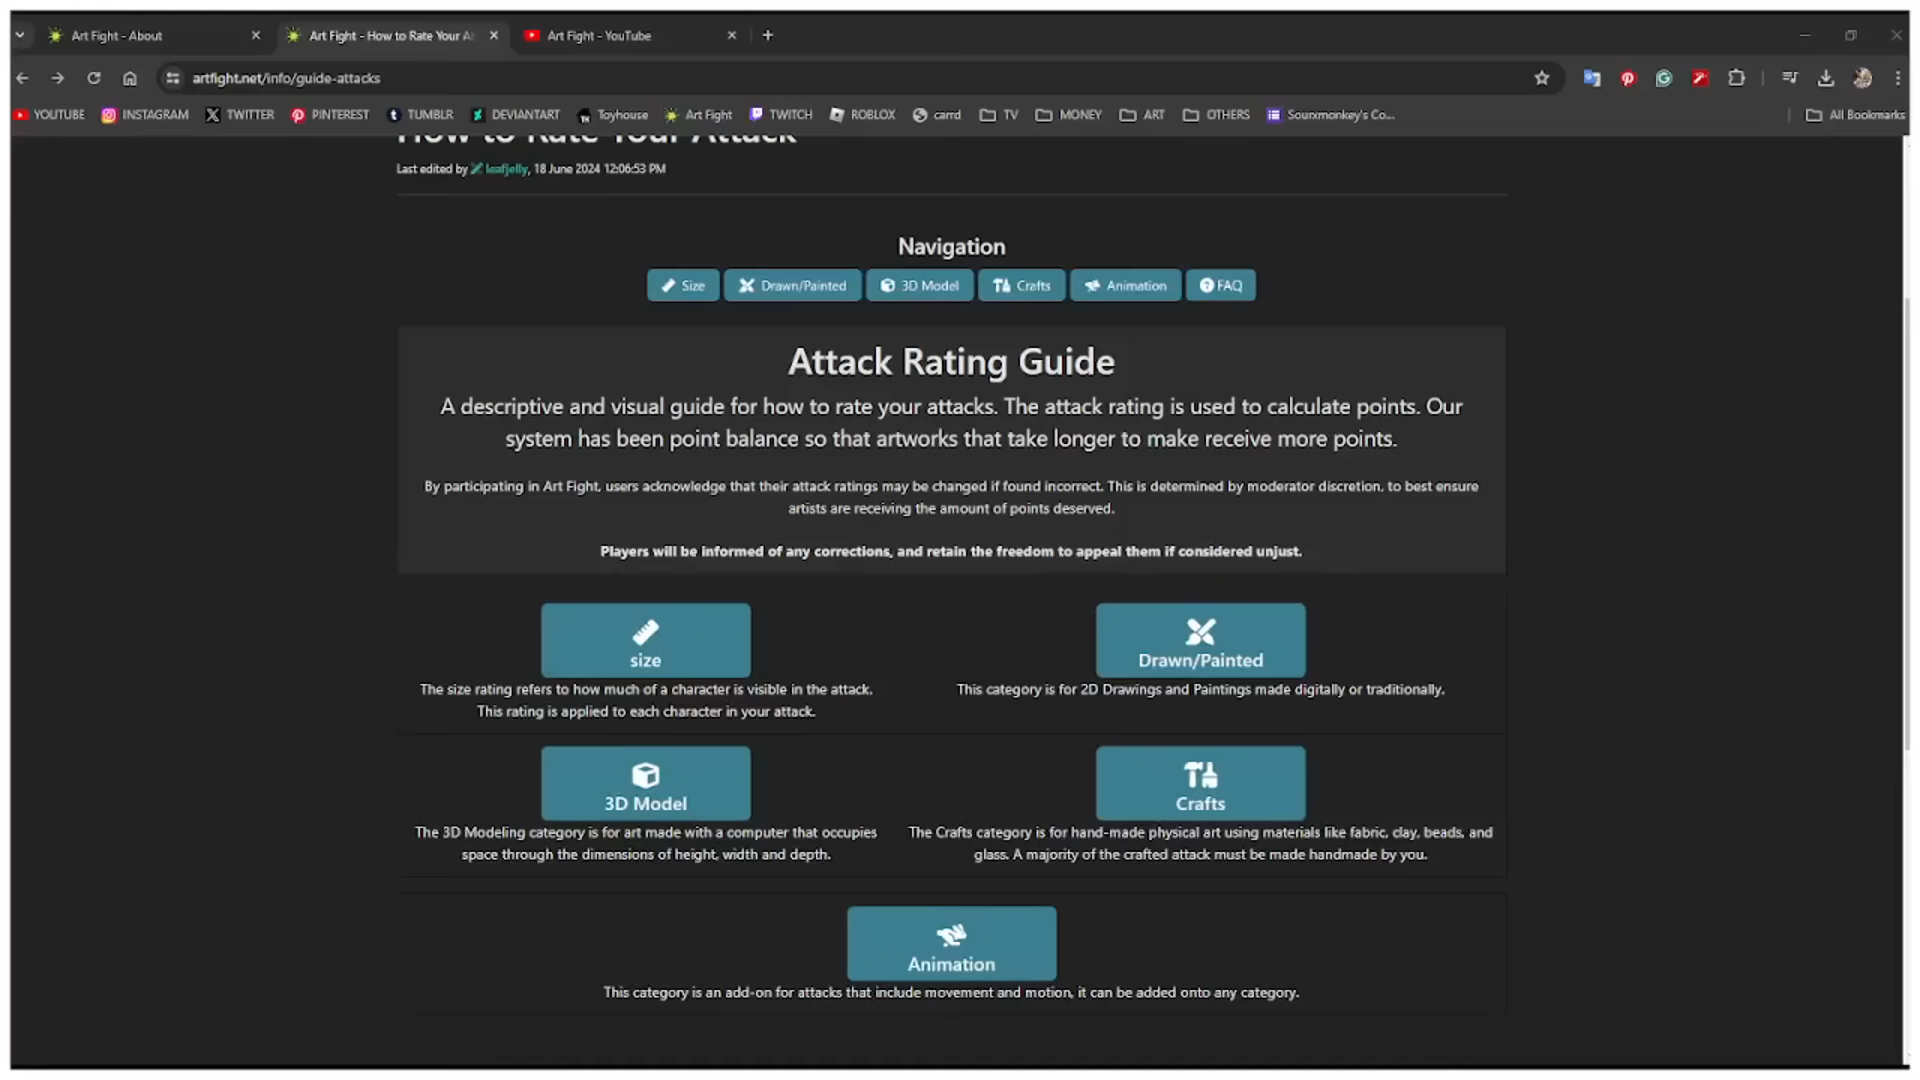 Art Fight - About
Art Fight - How to Rate Your A
Art Fight - YouTube
artfight.net/info/guide-attacks
YOUTUBE INSTAGRAM TWITTER PINTEREST TUMBLR DEVIANTART Toyhouse Art Fight TWITCH ROBLOX carrd TV MONEY ART OTHERS Sourxmonkey's Co... All Bookmarks
How to Rate Your Attack
Last edited by leafjelly, 18 June 2024 12:06:53 PM
Navigation
Size Drawn/Painted 3D Model Crafts Animation FAQ
Attack Rating Guide
A descriptive and visual guide for how to rate your attacks. The attack rating is used to calculate points. Our
system has been point balance so that artworks that take longer to make receive more points.
By participating in Art Fight, users acknowledge that their attack ratings may be changed if found incorrect. This is determined by moderator discretion, to best ensure
artists are receiving the amount of points deserved.
Players will be informed of any corrections, and retain the freedom to appeal them if considered unjust.
size
The size rating refers to how much of a character is visible in the attack.
This rating is applied to each character in your attack.
Drawn/Painted
This category is for 2D Drawings and Paintings made digitally or traditionally.
3D Model
The 3D Modeling category is for art made with a computer that occupies
space through the dimensions of height, width and depth.
Crafts
The Crafts category is for hand-made physical art using materials like fabric, clay, beads, and
glass. A majority of the crafted attack must be made handmade by you.
Animation
This category is an add-on for attacks that include movement and motion, it can be added onto any category.